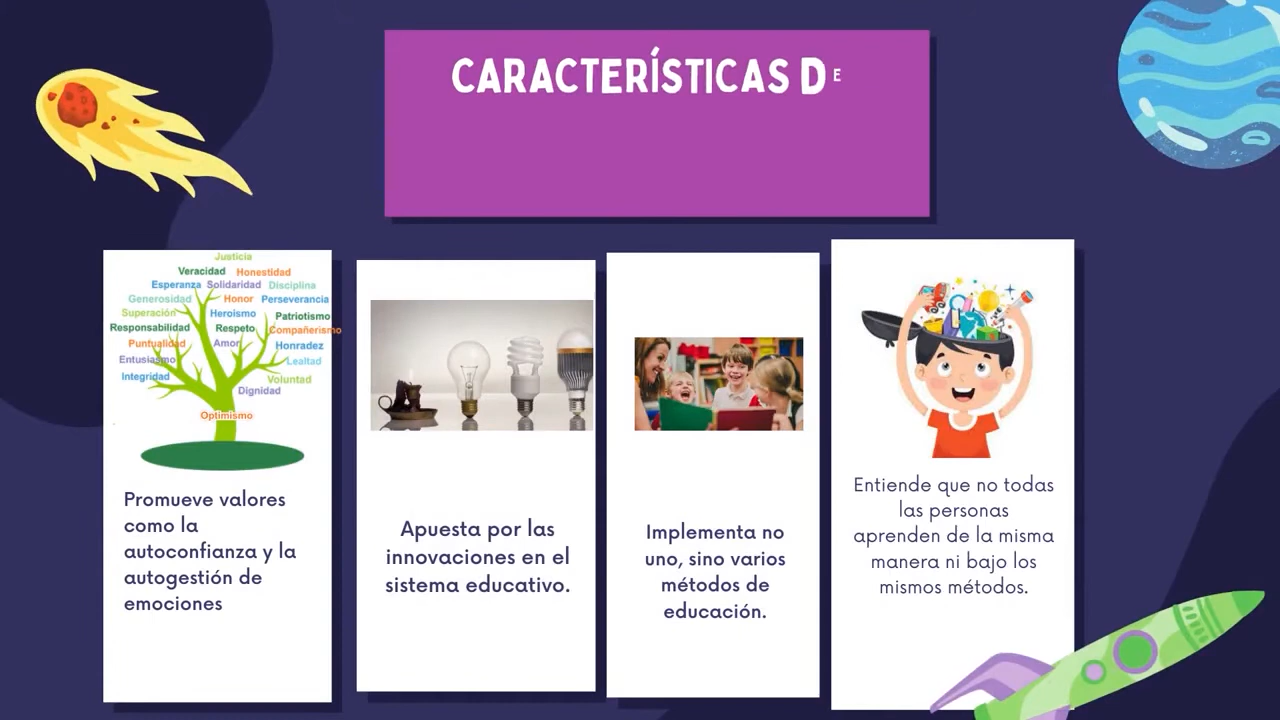 CARACTERÍSTICAS DE
Justicia
Veracidad Honestidad
Esperanza Solidaridad Disciplina
Generosidad Honor Perseverancia
Superación Heroísmo Patriotismo
Responsabilidad Respeto Compañerismo
Puntualidad Amor Honradez
Entusiasmo Lealtad
Integridad Voluntad
Dignidad
Optimismo
Promueve valores
como la
autoconfianza y la
autogestión de
emociones
Apuesta por las
innovaciones en el
sistema educativo.
Implementa no
uno, sino varios
métodos de
educación.
Entiende que no todas
las personas
aprenden de la misma
manera ni bajo los
mismos métodos.